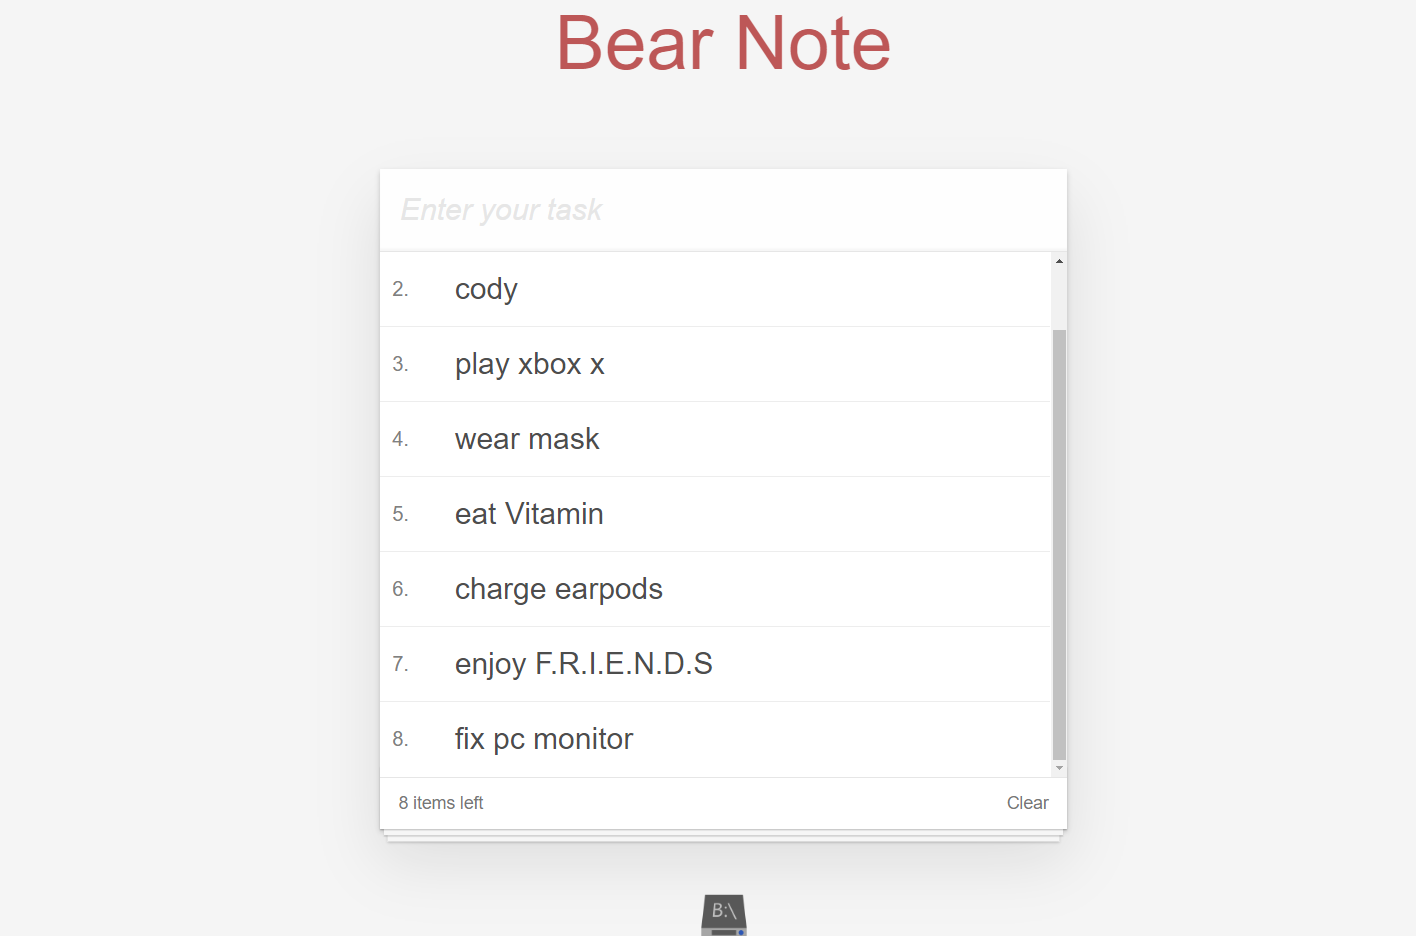 Bear Note
Enter your task
2. cody
3. play xbox x
4. wear mask
5. eat Vitamin
6. charge earpods
7. enjoy F.R.I.E.N.D.S
8. fix pc monitor
8 items left Clear
B:\